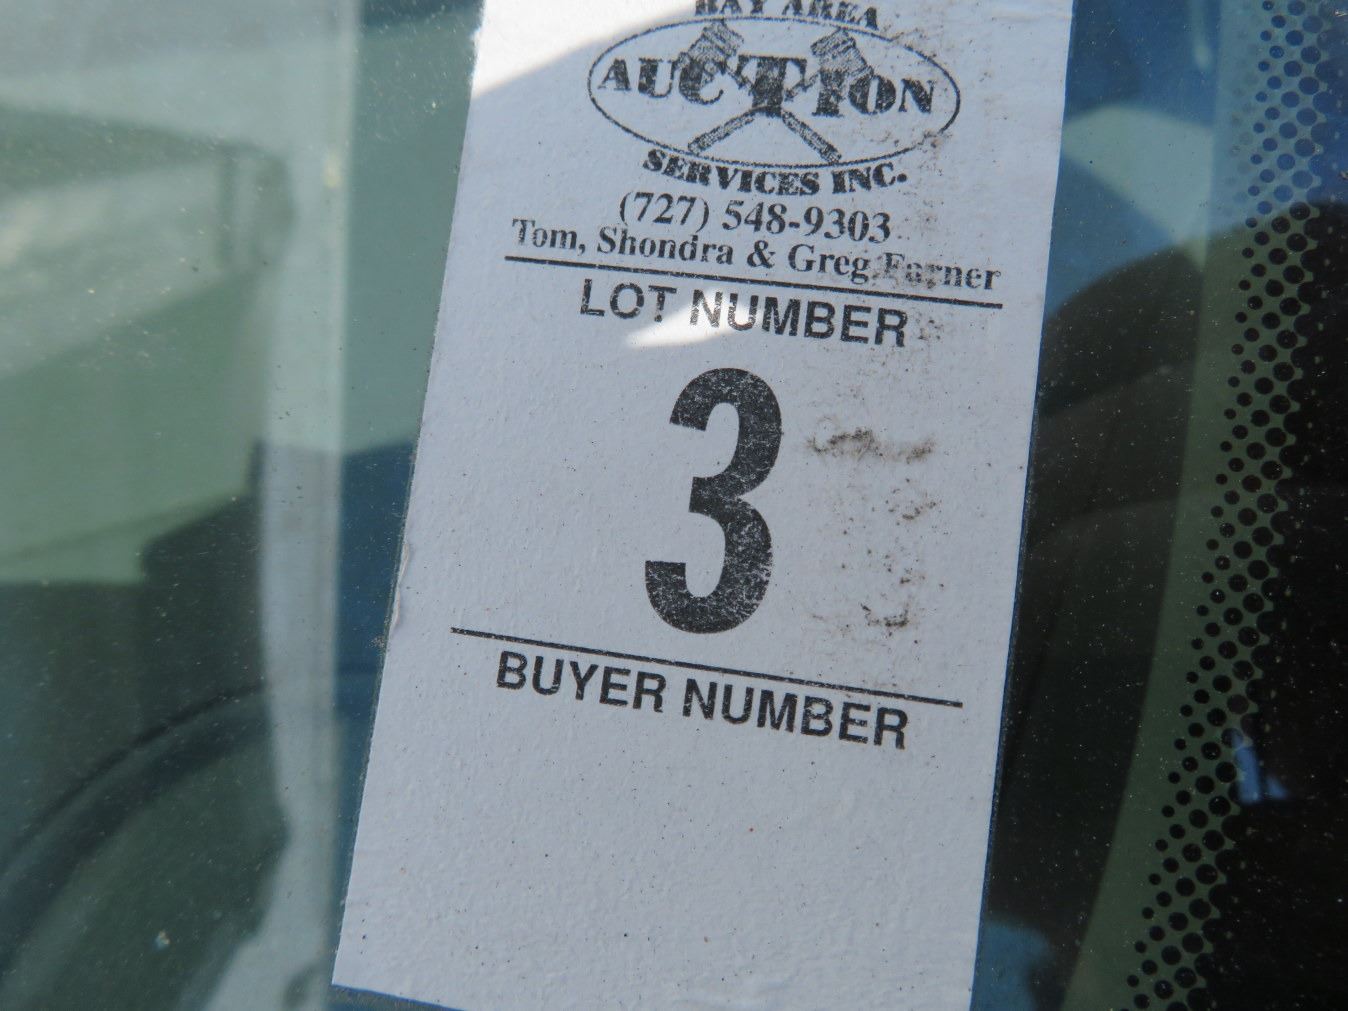 BAY AREA
AUCTION
SERVICES INC.
(727) 548-9303
Tom, Shondra & Greg Farner
LOT NUMBER
3
BUYER NUMBER